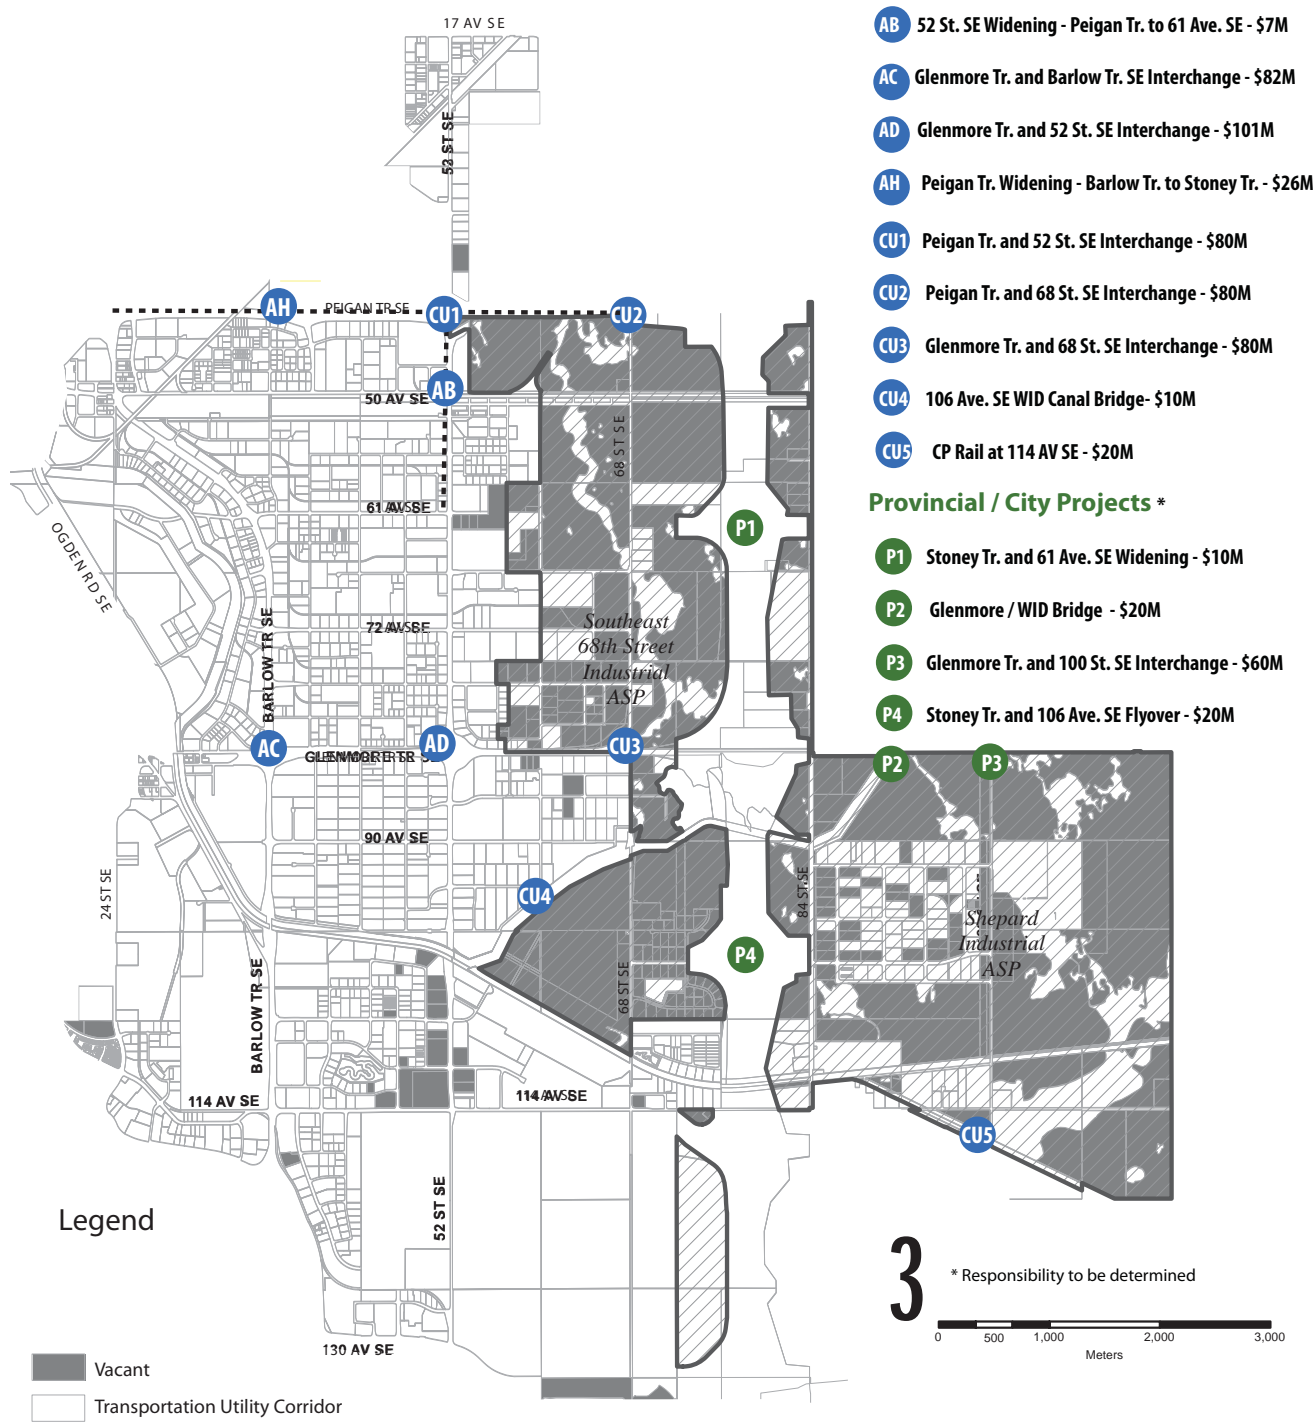 17 AV SE
AB 52 St. SE Widening - Peigan Tr. to 61 Ave. SE - $7M
AC Glenmore Tr. and Barlow Tr. SE Interchange - $82M
AD Glenmore Tr. and 52 St. SE Interchange - $101M
AH Peigan Tr. Widening - Barlow Tr. to Stoney Tr. - $26M
CU1 Peigan Tr. and 52 St. SE Interchange - $80M
CU2 Peigan Tr. and 68 St. SE Interchange - $80M
CU3 Glenmore Tr. and 68 St. SE Interchange - $80M
CU4 106 Ave. SE WID Canal Bridge- $10M
CU5 CP Rail at 114 AV SE - $20M
Provincial / City Projects *
P1 Stoney Tr. and 61 Ave. SE Widening - $10M
P2 Glenmore / WID Bridge - $20M
P3 Glenmore Tr. and 100 St. SE Interchange - $60M
P4 Stoney Tr. and 106 Ave. SE Flyover - $20M
52 ST SE
AH
PEIGAN TR SE
CU1
CU2
AB
50 AV SE
68 ST SE
61 AV SE
P1
OGDEN RD SE
72 AV SE
Southeast
68th Street
Industrial
ASP
BARLOW TR SE
AC
GLENMORE TR SE
AD
CU3
P2
P3
90 AV SE
24 ST SE
CU4
84 ST SE
Shepard
Industrial
ASP
P4
68 ST SE
BARLOW TR SE
114 AV SE
114 AV SE
CU5
52 ST SE
130 AV SE
Legend
Vacant
Transportation Utility Corridor
3
* Responsibility to be determined
0 500 1,000 2,000 3,000
Meters